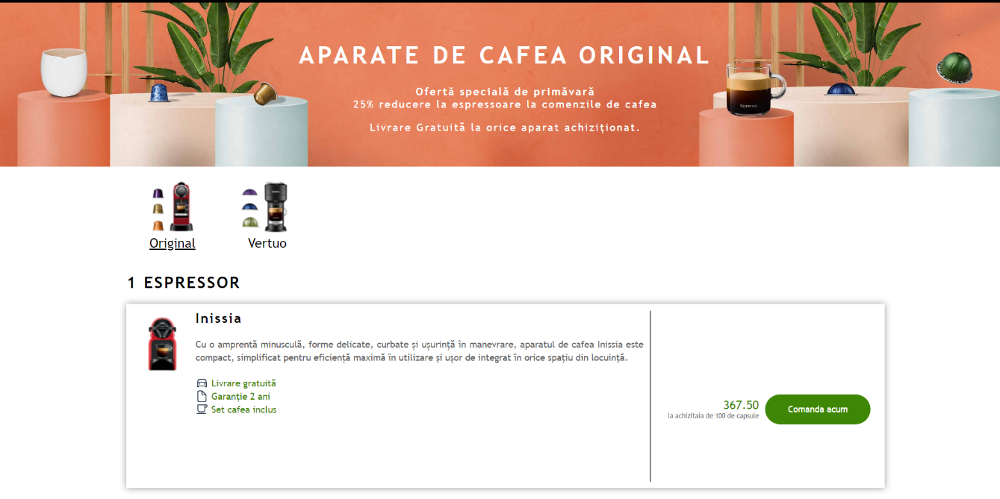 APARATE DE CAFEA ORIGINAL
Ofertă specială de primăvară
25% reducere la espressoare la comenzile de cafea
Livrare Gratuită la orice aparat achiziționat.
Nespresso
Original
Vertuo
1 ESPRESSOR
Inissia
Cu o amprentă minusculă, forme delicate, curbate și ușurință în manevrare, aparatul de cafea Inissia este
compact, simplificat pentru eficiență maximă în utilizare și ușor de integrat în orice spațiu din locuință.
Livrare gratuită
Garanție 2 ani
Set cafea inclus
367.50
la achizitaia de 100 de capsule
Comanda acum